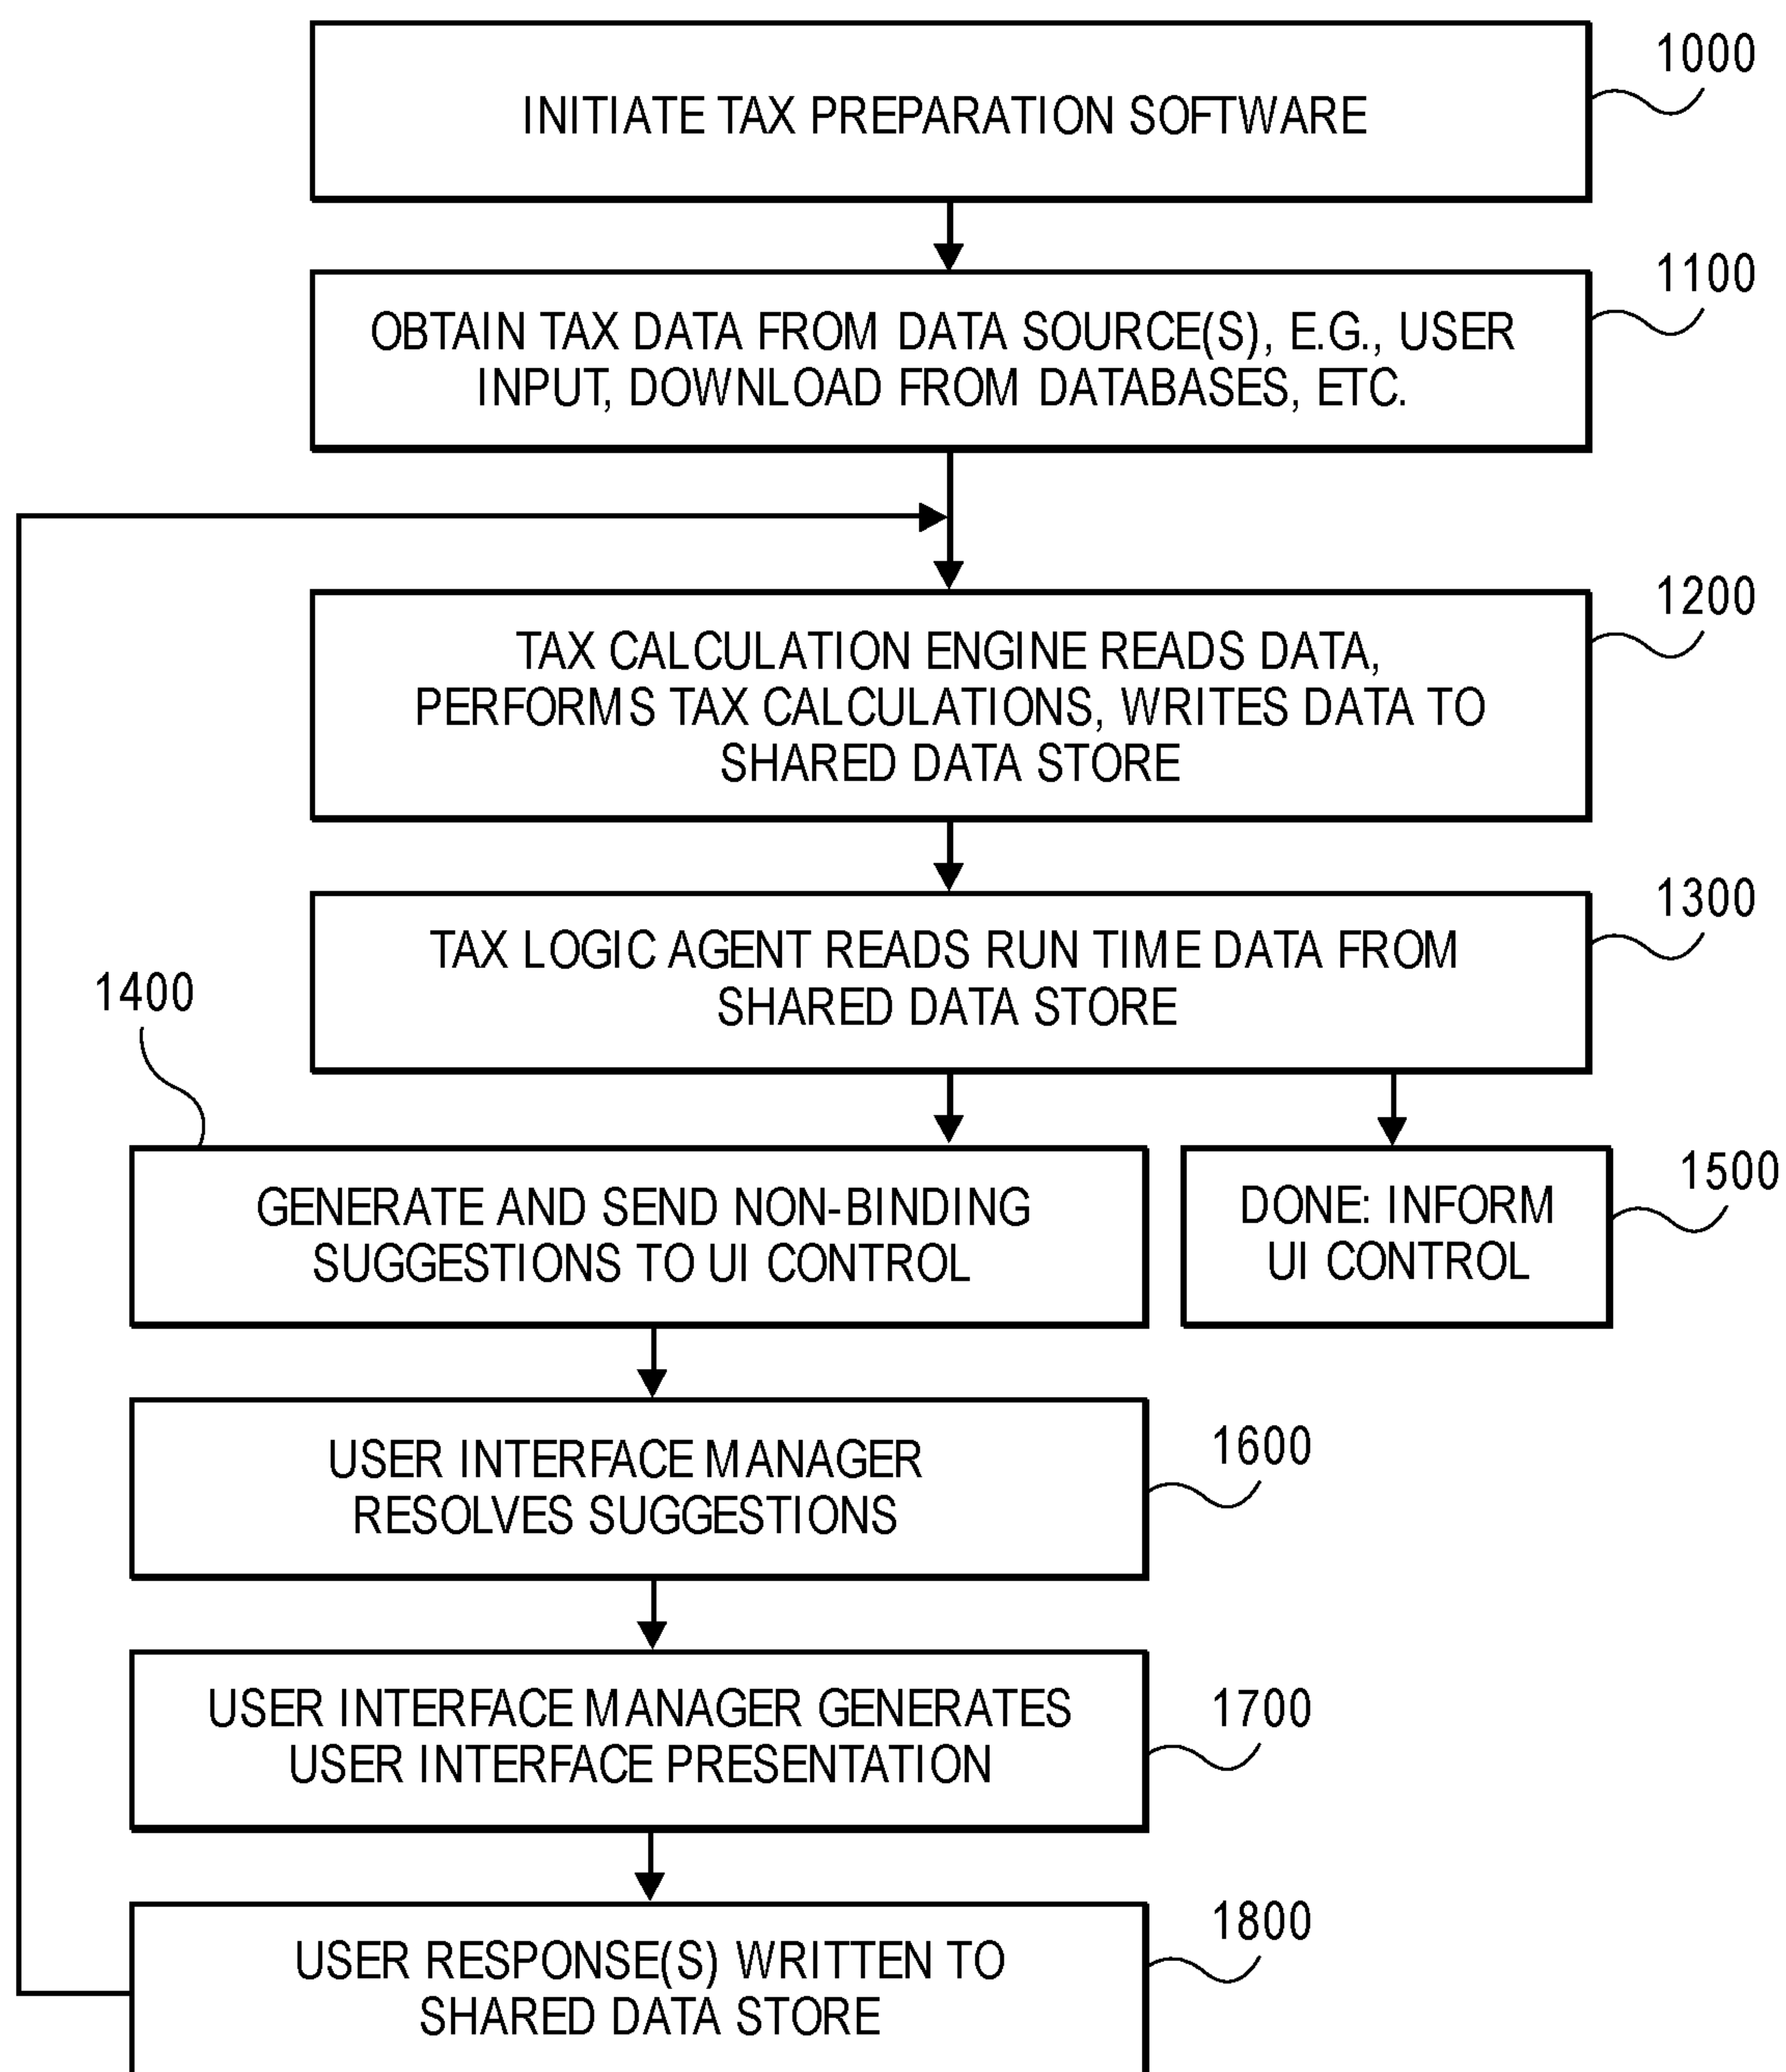 1000
INITIATE TAX PREPARATION SOFTWARE
1100
OBTAIN TAX DATA FROM DATA SOURCE(S), E.G., USER
INPUT, DOWNLOAD FROM DATABASES, ETC.
1200
TAX CALCULATION ENGINE READS DATA,
PERFORMS TAX CALCULATIONS, WRITES DATA TO
SHARED DATA STORE
1300
TAX LOGIC AGENT READS RUN TIME DATA FROM
SHARED DATA STORE
1400
GENERATE AND SEND NON-BINDING
SUGGESTIONS TO UI CONTROL
1500
DONE: INFORM
UI CONTROL
1600
USER INTERFACE MANAGER
RESOLVES SUGGESTIONS
1700
USER INTERFACE MANAGER GENERATES
USER INTERFACE PRESENTATION
1800
USER RESPONSE(S) WRITTEN TO
SHARED DATA STORE